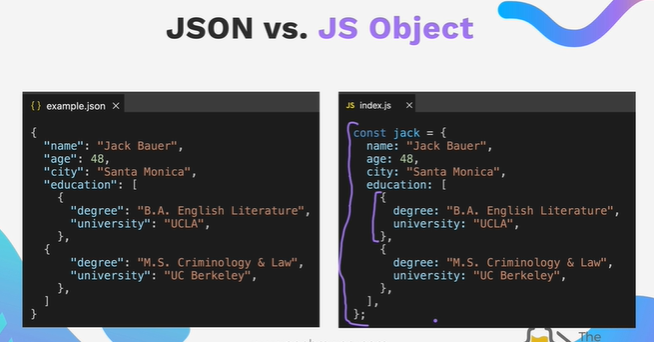 JSON vs. JS Object
{ } example.json ×
{
"name": "Jack Bauer",
"age": 48,
"city": "Santa Monica",
"education": [
{
"degree": "B.A. English Literature",
"university": "UCLA",
},
{
"degree": "M.S. Criminology & Law",
"university": "UC Berkeley",
},
]
}
JS index.js ×
const jack = {
name: "Jack Bauer",
age: 48,
city: "Santa Monica",
education: [
{
degree: "B.A. English Literature",
university: "UCLA",
},
{
degree: "M.S. Criminology & Law",
university: "UC Berkeley",
},
],
};
The